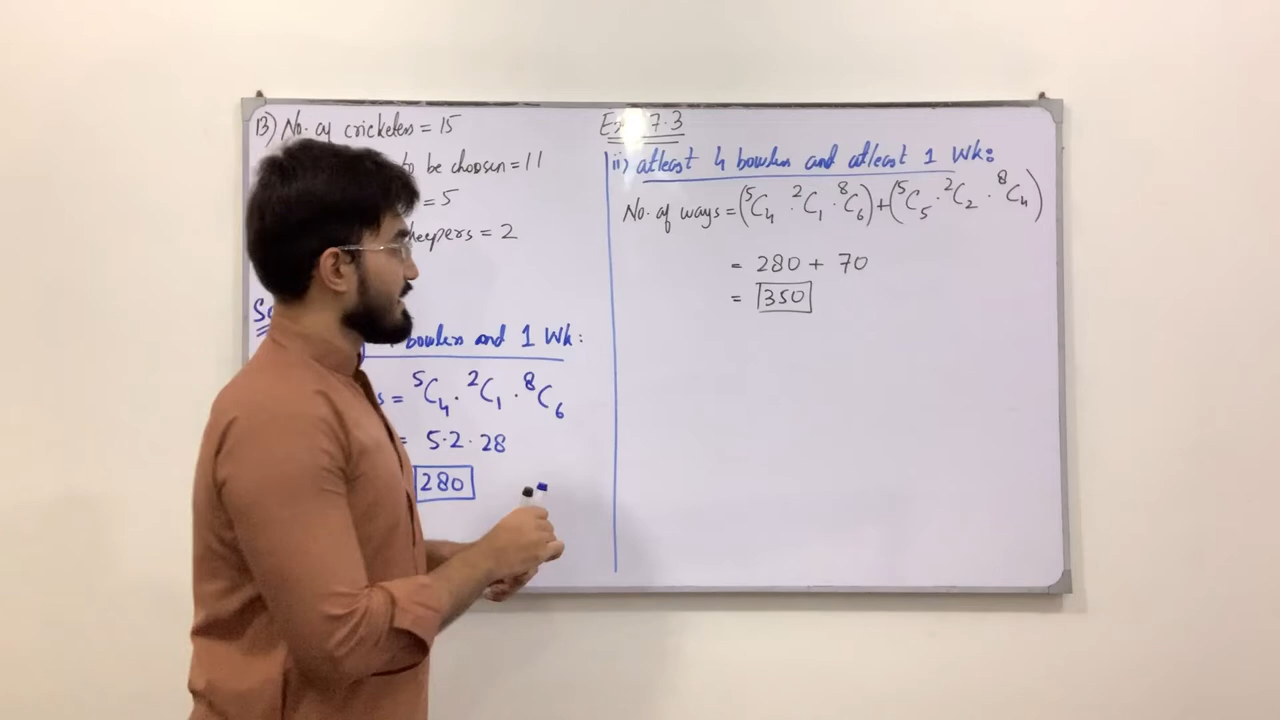 13) No. of cricketers = 15
to be choosen = 11
= 5
keepers = 2
bowlers and 1 Wk:
= ⁵C₄ . ²C₁ . ⁸C₆
= 5.2.28
280
Ex 7.3
ii) atleast 4 bowlers and atleast 1 Wk:
No. of ways = (⁵C₄ . ²C₁ . ⁸C₆) + (⁵C₅ . ²C₂ . ⁸C₄)
= 280 + 70
= 350